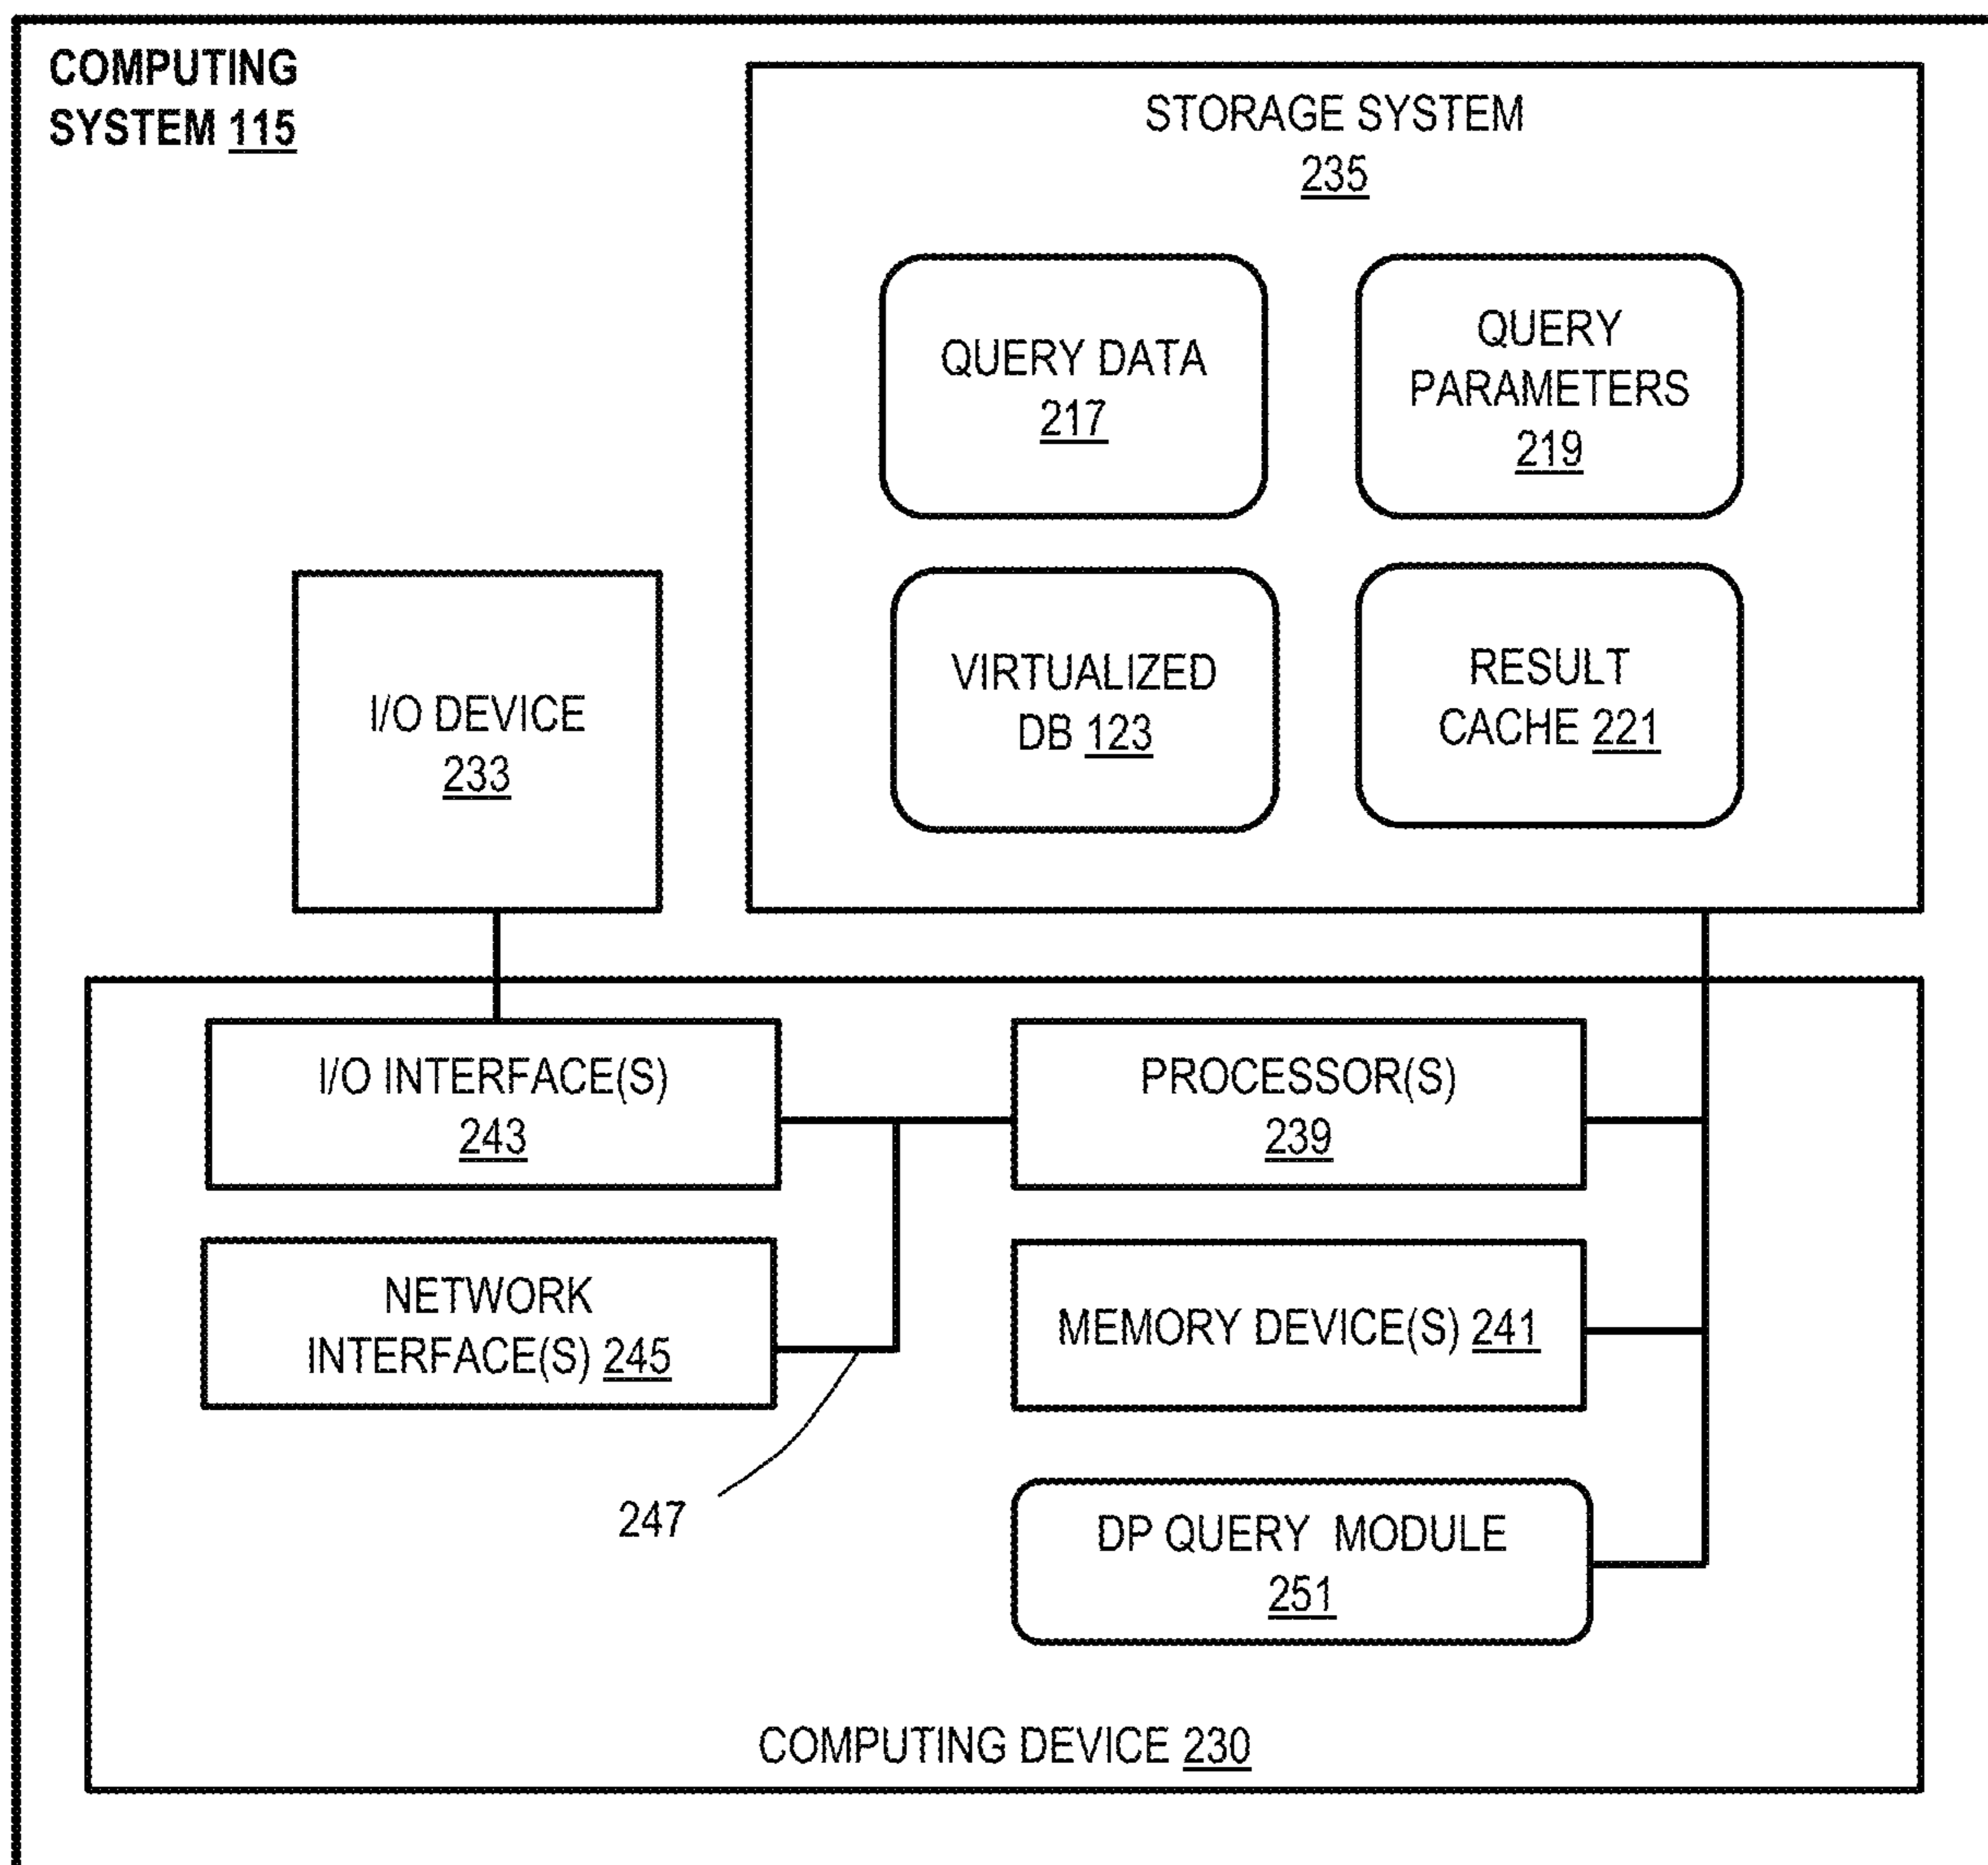 COMPUTING
SYSTEM 115
STORAGE SYSTEM
235
QUERY DATA
217
QUERY
PARAMETERS
219
VIRTUALIZED
DB 123
RESULT
CACHE 221
I/O DEVICE
233
I/O INTERFACE(S)
243
PROCESSOR(S)
239
NETWORK
INTERFACE(S) 245
MEMORY DEVICE(S) 241
247
DP QUERY MODULE
251
COMPUTING DEVICE 230